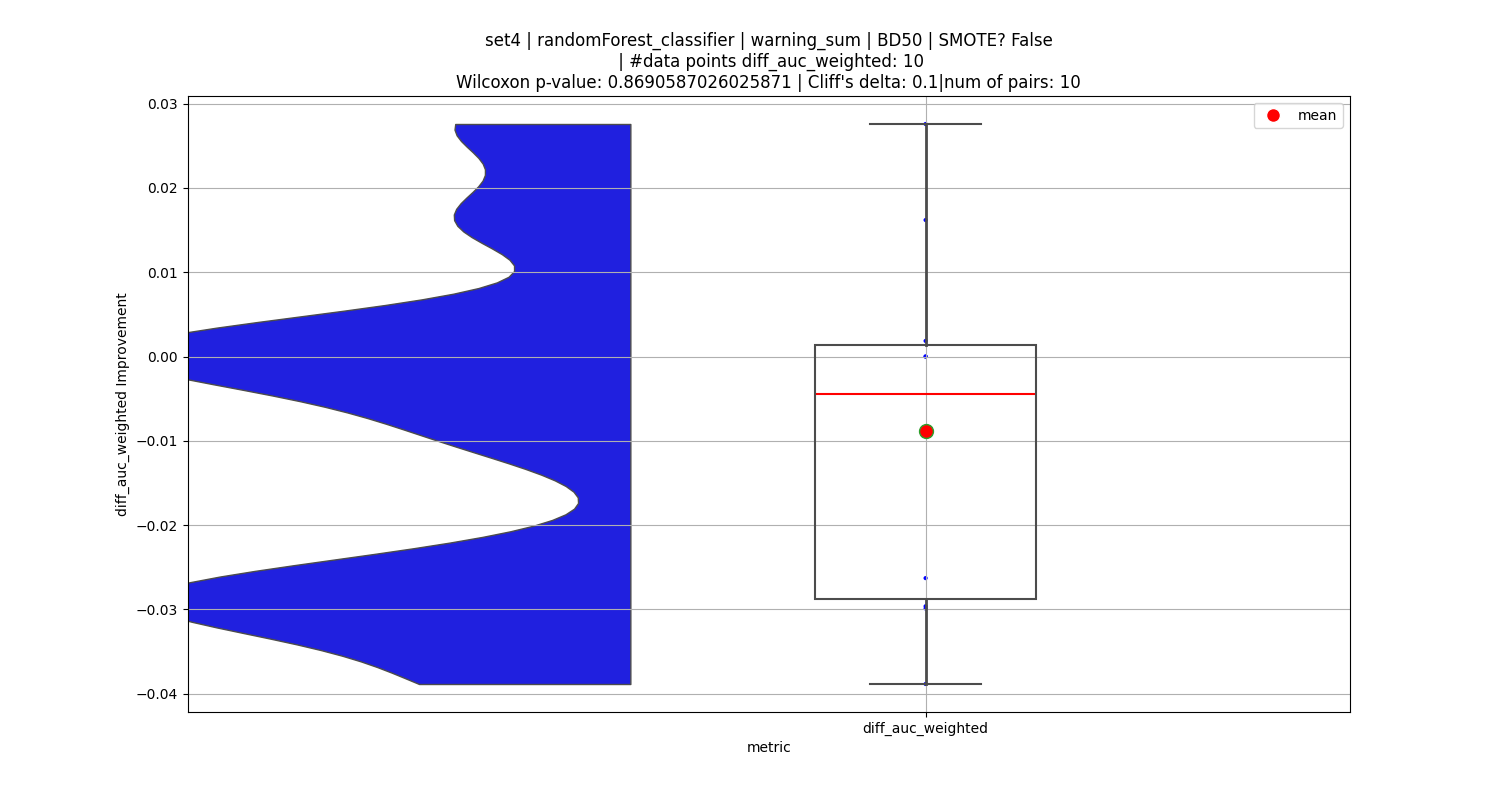 set4 | randomForest_classifier | warning_sum | BD50 | SMOTE? False
| #data points diff_auc_weighted: 10
Wilcoxon p-value: 0.8690587026025871 | Cliff's delta: 0.1|num of pairs: 10
mean
0.03
0.02
0.01
0.00
−0.01
−0.02
−0.03
−0.04
diff_auc_weighted Improvement
diff_auc_weighted
metric